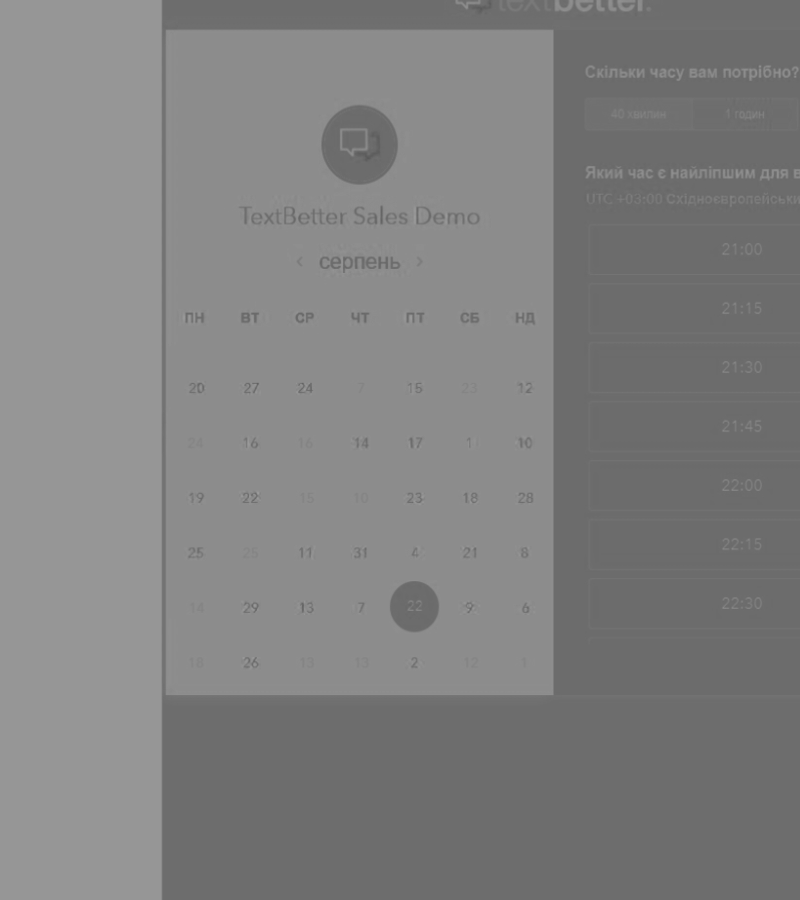 textbetter.
TextBetter Sales Demo
‹ серпень ›
ПН ВТ СР ЧТ ПТ СБ НД
20 27 24 7 15 23 12
24 16 16 14 17 1 10
19 22 15 10 23 18 28
25 25 11 31 4 21 8
14 29 13 7 22 9 6
18 26 13 13 2 12 1
Скільки часу вам потрібно?
40 хвилин 1 годин
Який час є найліпшим для в
UTC +03:00 Східноєвропейськи
21:00
21:15
21:30
21:45
22:00
22:15
22:30